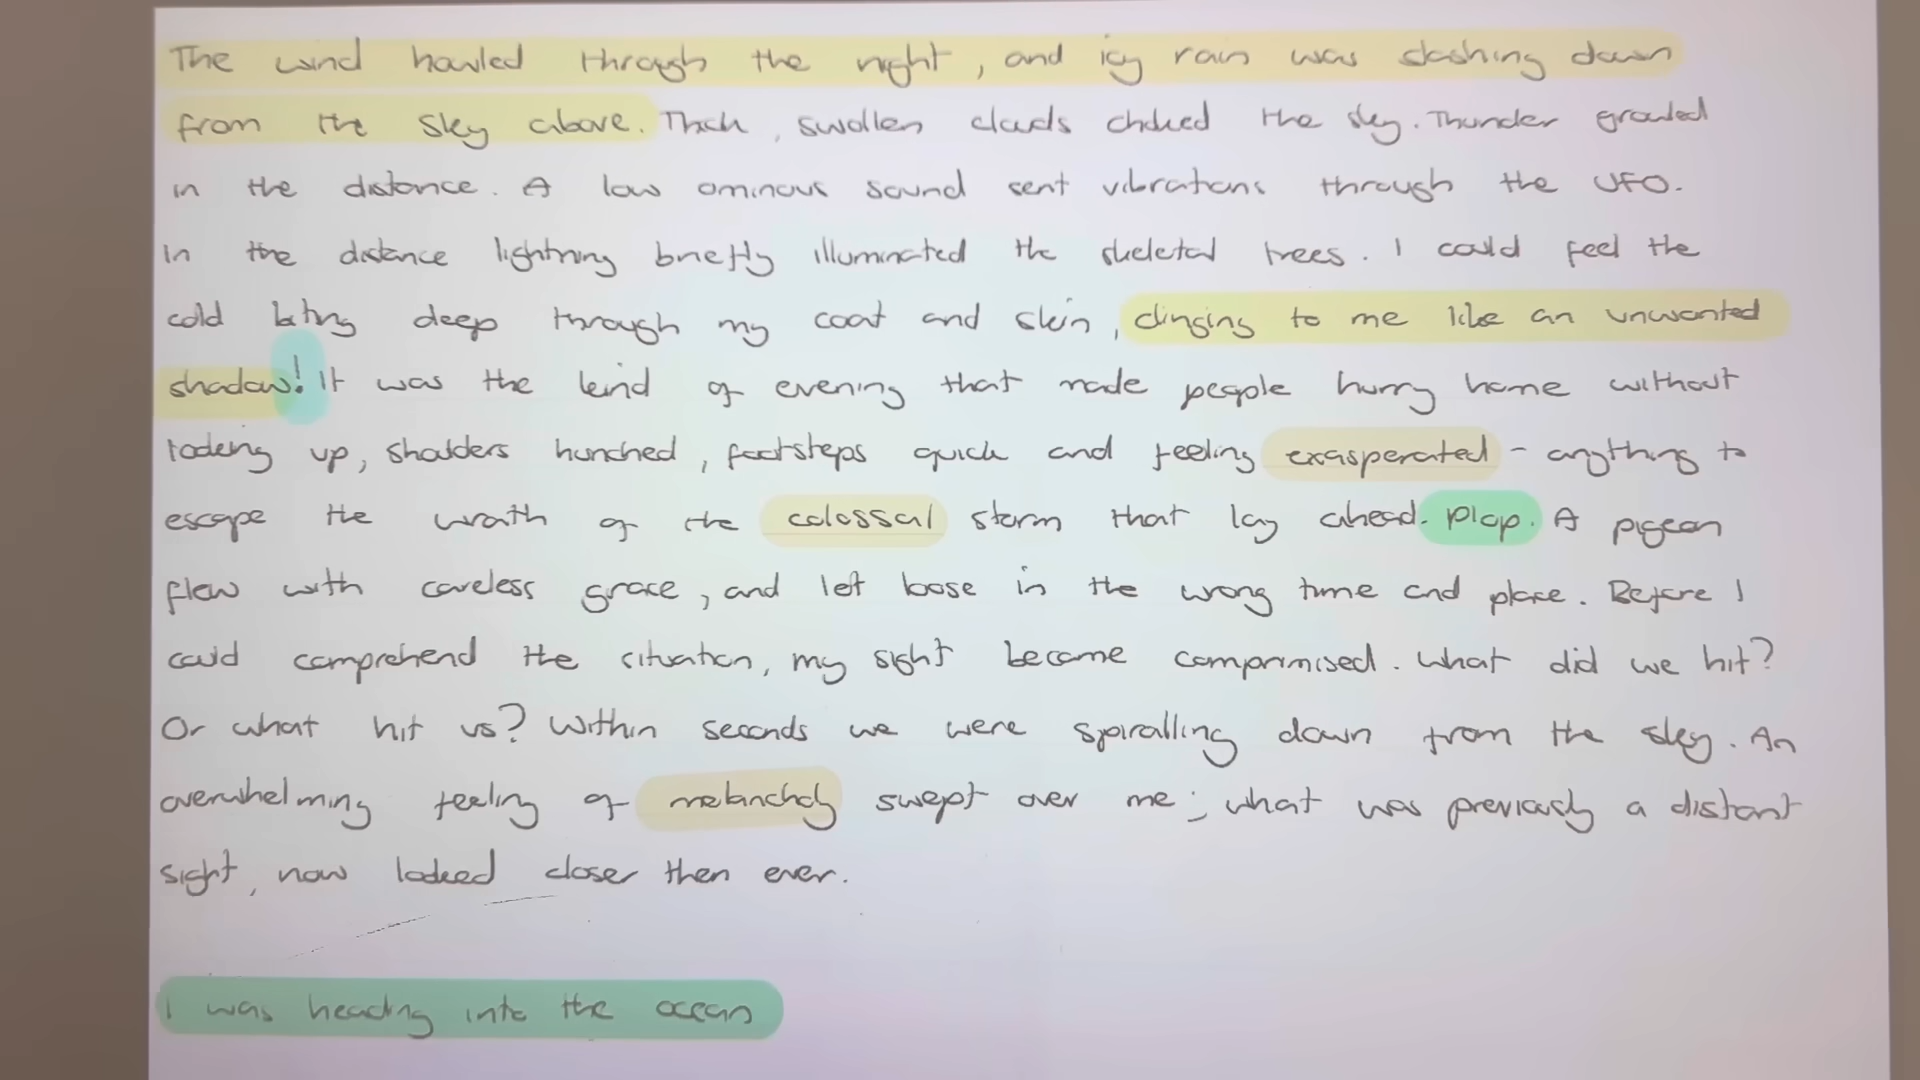 The wind howled through the night, and icy rain was slashing down
from the sky above. Thick, swollen clouds choked the sky. Thunder growled
in the distance. A low ominous sound sent vibrations through the UFO.
In the distance lightning briefly illuminated the skeletal trees. I could feel the
cold biting deep through my coat and skin, clinging to me like an unwanted
shadow! It was the kind of evening that made people hurry home without
looking up, shoulders hunched, footsteps quick and feeling exasperated - anything to
escape the wrath of the colossal storm that lay ahead. Plop. A pigeon
flew with careless grace, and let loose in the wrong time and place. Before I
could comprehend the situation, my sight became comprimised. What did we hit?
Or what hit us? Within seconds we were spiralling down from the sky. An
overwhelming feeling of melancholy swept over me; what was previously a distant
sight, now looked closer then ever.
I was heading into the ocean